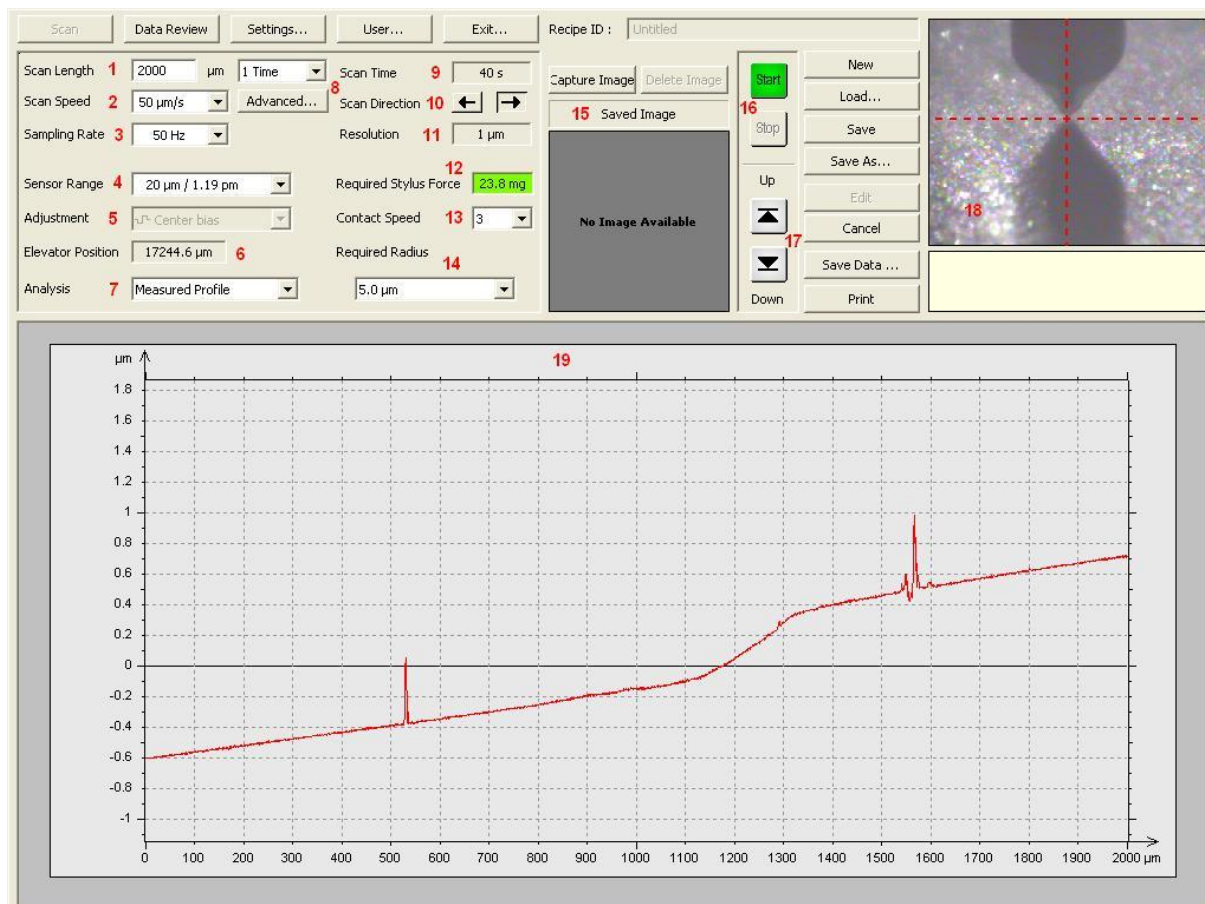 Scan Data Review Settings... User... Exit... Recipe ID : Untitled
Scan Length 1 2000 µm 1 Time Scan Time 9 40 s
8
Scan Speed 2 50 µm/s Advanced... Scan Direction 10
Sampling Rate 3 50 Hz Resolution 11 1 µm
12
Sensor Range 4 20 µm / 1.19 pm Required Stylus Force 23.8 mg
Adjustment 5 Center bias Contact Speed 13 3
Elevator Position 17244.6 µm 6 Required Radius
14
Analysis 7 Measured Profile 5.0 µm
Capture Image Delete Image
15 Saved Image
No Image Available
Start
16
Stop
Up
17
Down
New
Load...
Save
Save As...
Edit
Cancel
Save Data ...
Print
18
µm 19
1.8
1.6
1.4
1.2
1
0.8
0.6
0.4
0.2
0
-0.2
-0.4
-0.6
-0.8
-1
0 100 200 300 400 500 600 700 800 900 1000 1100 1200 1300 1400 1500 1600 1700 1800 1900 2000 µm